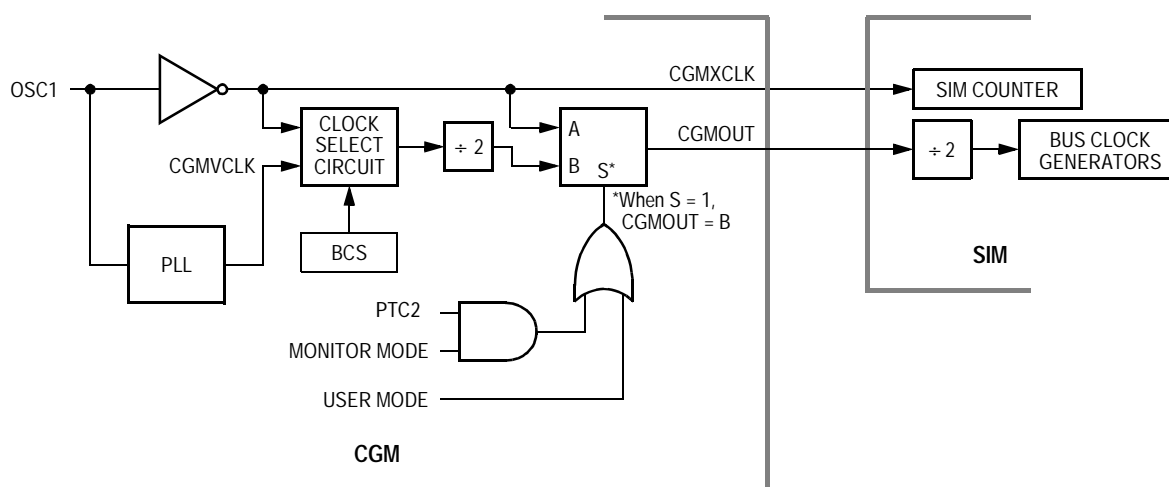 OSC1
CGMXCLK
SIM COUNTER
CLOCK
SELECT
CIRCUIT
÷ 2
A
B
S*
CGMOUT
÷ 2
BUS CLOCK
GENERATORS
CGMVCLK
*When S = 1,
CGMOUT = B
PLL
BCS
SIM
PTC2
MONITOR MODE
USER MODE
CGM